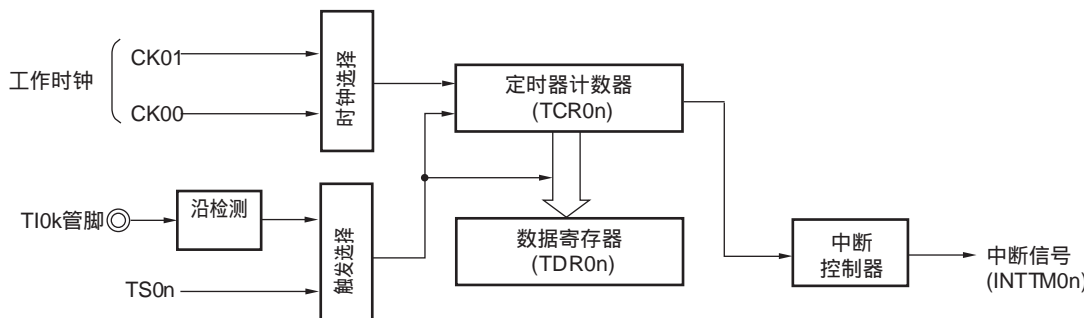 工作时钟
CK01
CK00
时钟选择
定时器计数器
(TCR0n)
TI0k管脚
沿检测
TS0n
触发选择
数据寄存器
(TDR0n)
中断
控制器
中断信号
(INTTM0n)